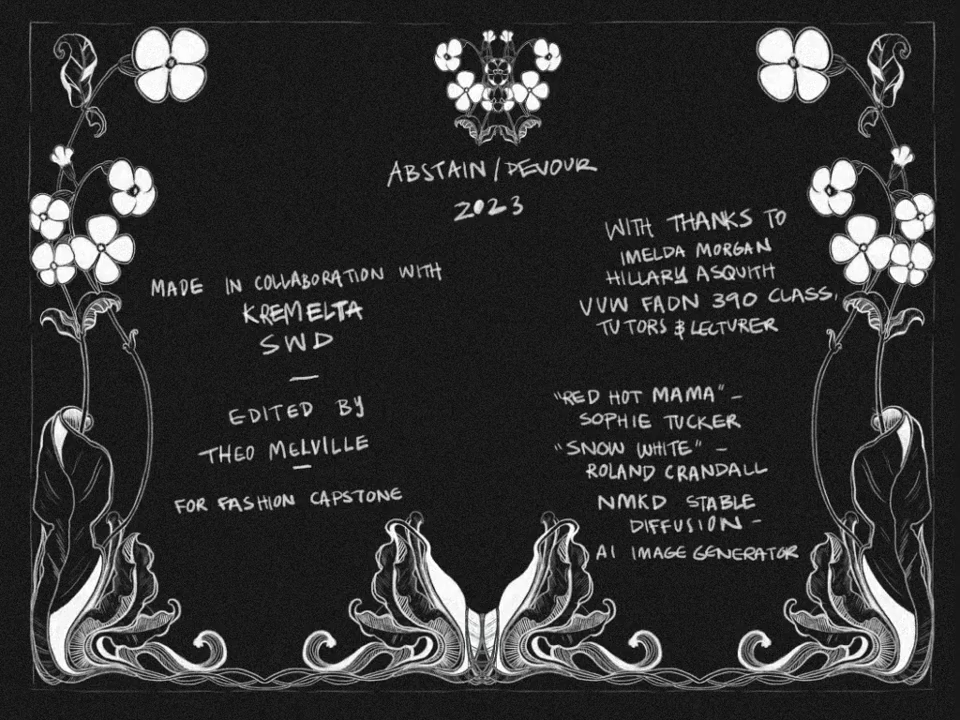 ABSTAIN/DEVOUR
2023
MADE IN COLLABORATION WITH
KREMELTA
SWD
—
EDITED BY
THEO MELVILLE
—
FOR FASHION CAPSTONE
WITH THANKS TO
IMELDA MORGAN
HILLARY ASQUITH
VVW FADN 390 CLASS,
TUTORS & LECTURER
"RED HOT MAMA" –
SOPHIE TUCKER
"SNOW WHITE" –
ROLAND CRANDALL
NMKD STABLE
DIFFUSION –
AI IMAGE GENERATOR